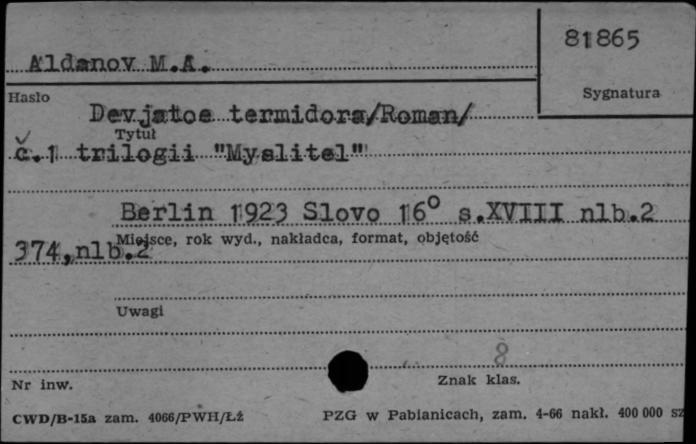 81865
Aldanov M.A.
Hasło
Sygnatura
Devjatoe termidora/Roman/
Tytuł
č.1 trilogii "Myslitel"
Berlin 1923 Slovo 16° s.XVIII nlb.2
Miejsce, rok wyd., nakładca, format, objętość
374,nlb.2
Uwagi
8
Nr inw.
Znak klas.
CWD/B-15a zam. 4066/PWH/Łż
PZG w Pabianicach, zam. 4-66 nakł. 400 000 sz